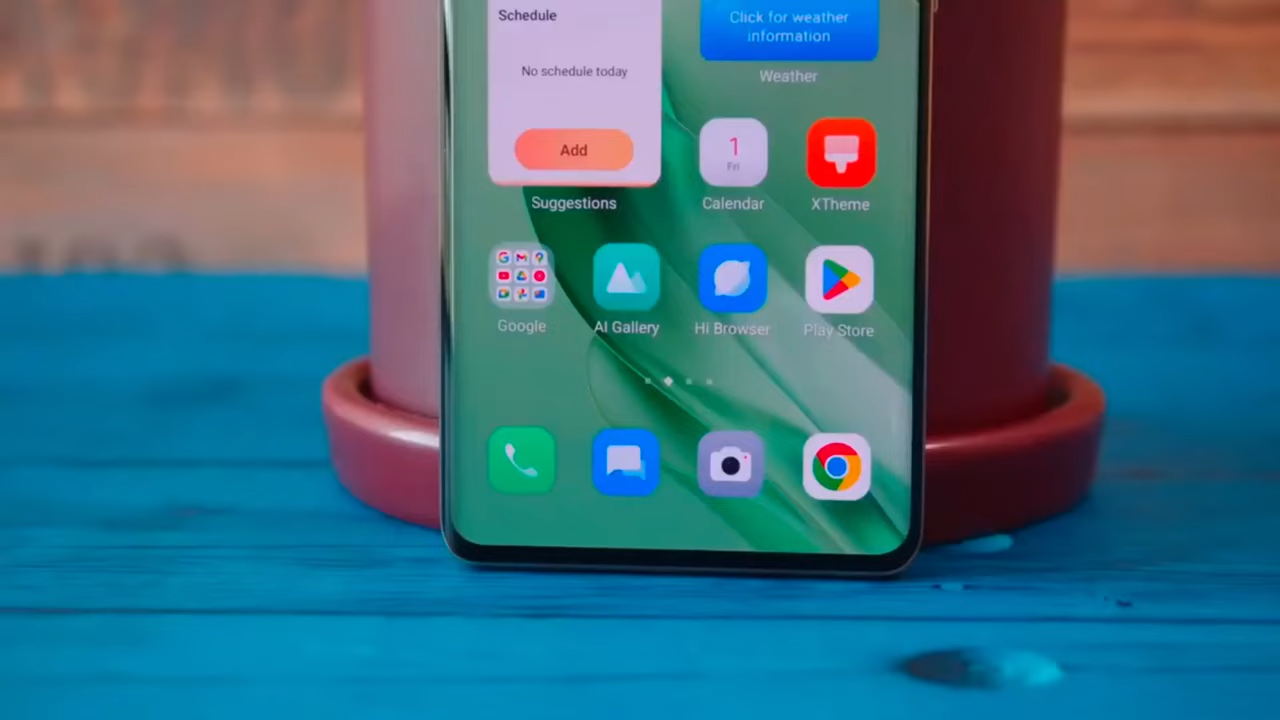 Schedule
No schedule today
Add
Suggestions
Click for weather
information
Weather
1
Fri
Calendar
XTheme
Google
AI Gallery
Hi Browser
Play Store